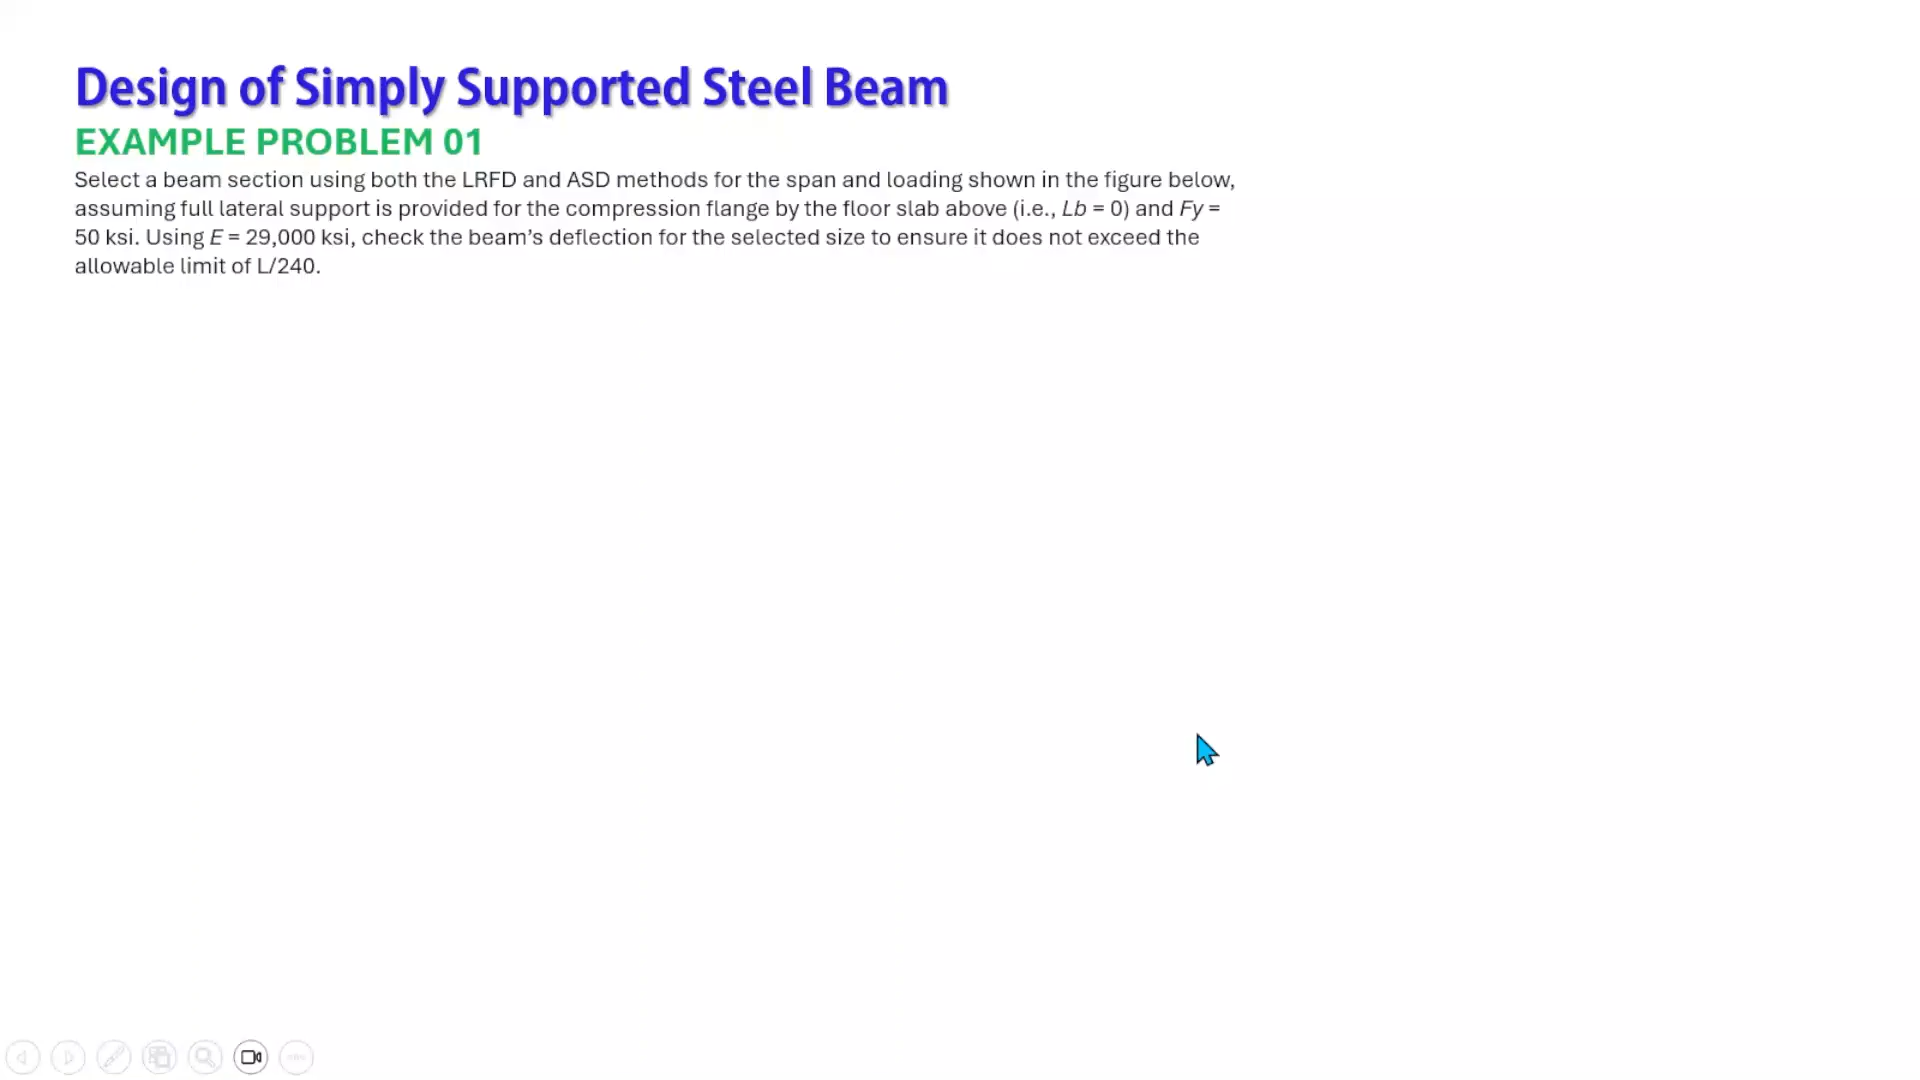 Design of Simply Supported Steel Beam
EXAMPLE PROBLEM 01
Select a beam section using both the LRFD and ASD methods for the span and loading shown in the figure below,
assuming full lateral support is provided for the compression flange by the floor slab above (i.e., Lb = 0) and Fy =
50 ksi. Using E = 29,000 ksi, check the beam’s deflection for the selected size to ensure it does not exceed the
allowable limit of L/240.